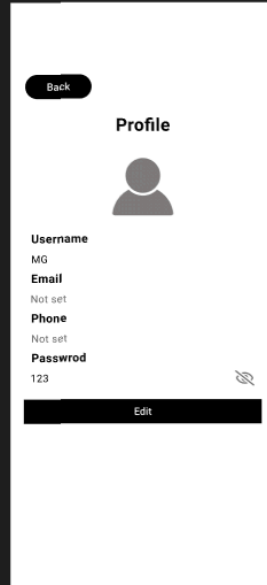 Back
Profile
Username
MG
Email
Not set
Phone
Not set
Passwrod
123
Edit